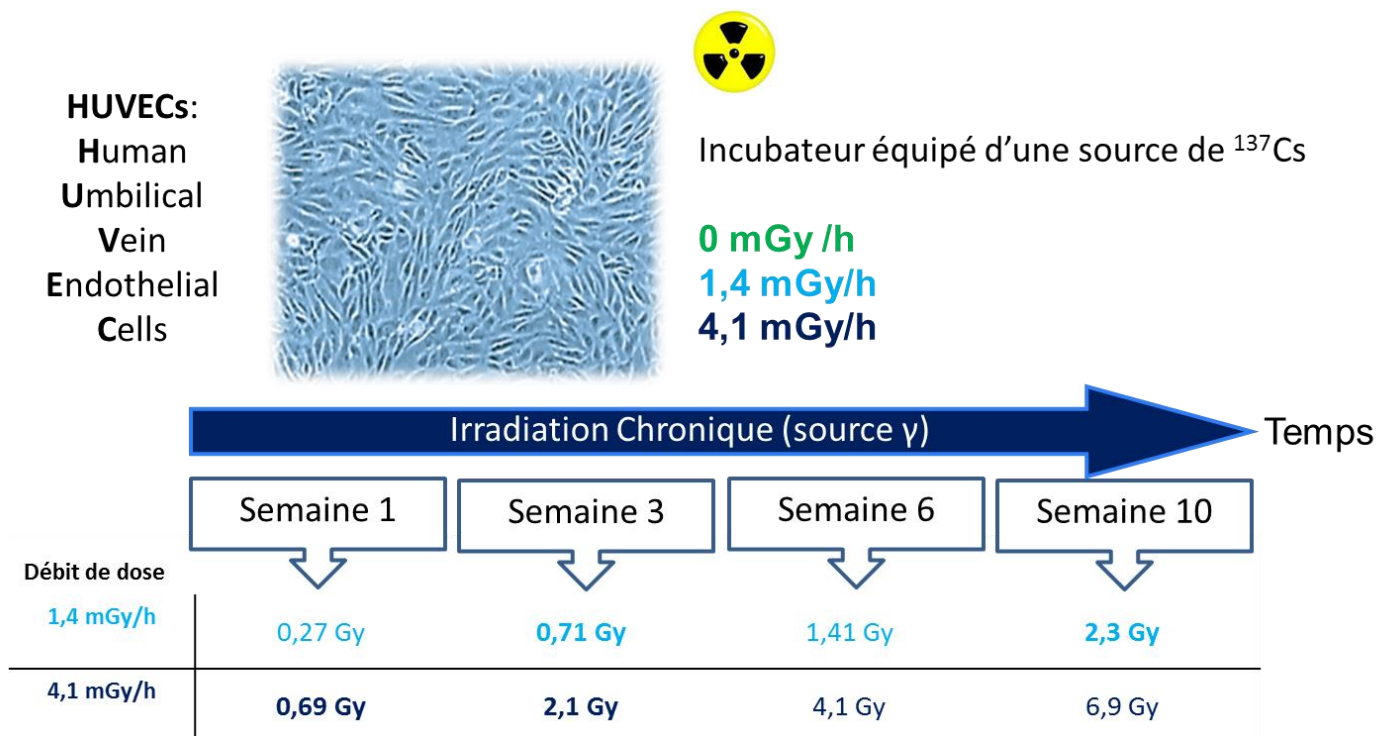 HUVECs:
Human
Umbilical
Vein
Endothelial
Cells
Incubateur équipé d’une source de ¹³⁷Cs
0 mGy /h
1,4 mGy/h
4,1 mGy/h
Irradiation Chronique (source γ)
Temps
Semaine 1
Semaine 3
Semaine 6
Semaine 10
Débit de dose
1,4 mGy/h
0,27 Gy
0,71 Gy
1,41 Gy
2,3 Gy
4,1 mGy/h
0,69 Gy
2,1 Gy
4,1 Gy
6,9 Gy